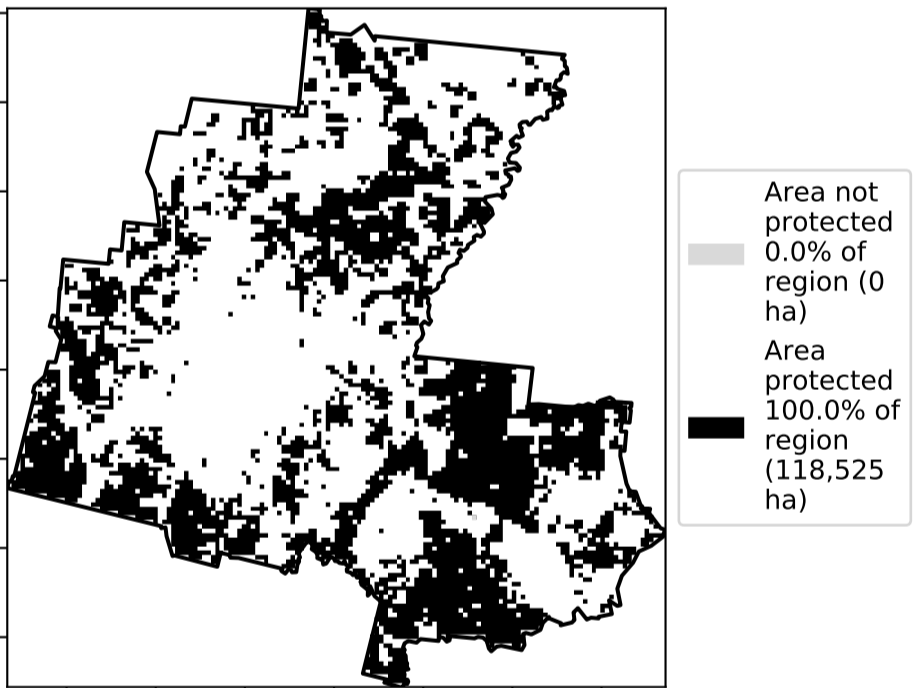 Area not
protected
0.0% of
region (0
ha)
Area
protected
100.0% of
region
(118,525
ha)